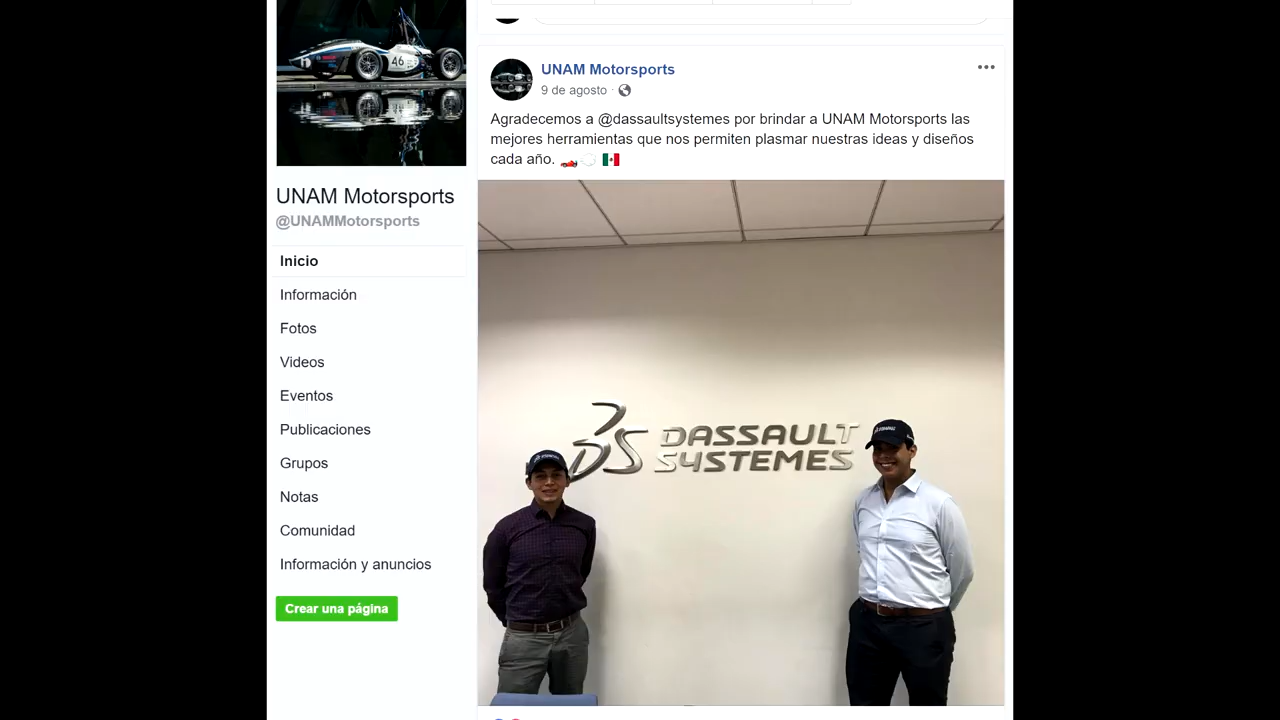 46
UNAM Motorsports
@UNAMMotorsports
Inicio
Información
Fotos
Videos
Eventos
Publicaciones
Grupos
Notas
Comunidad
Información y anuncios
Crear una página
UNAM Motorsports
9 de agosto ·
Agradecemos a @dassaultsystemes por brindar a UNAM Motorsports las
mejores herramientas que nos permiten plasmar nuestras ideas y diseños
cada año.
DS DASSAULT
SYSTEMES